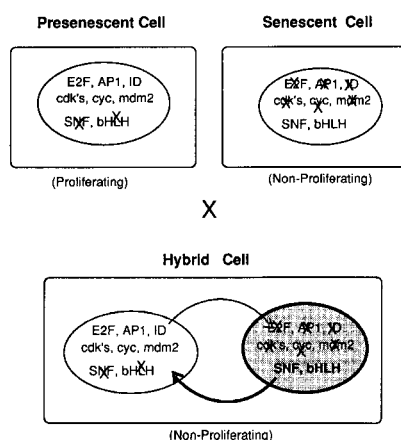 Presenescent Cell
Senescent Cell
E2F, AP1, ID
cdk's, cyc, mdm2
SNF, bHLH
E2F, AP1, ID
cdk's, cyc, mdm2
SNF, bHLH
(Proliferating)
(Non-Proliferating)
X
Hybrid Cell
E2F, AP1, ID
cdk's, cyc, mdm2
SNF, bHLH
E2F, AP1, ID
cdk's, cyc, mdm2
SNF, bHLH
(Non-Proliferating)